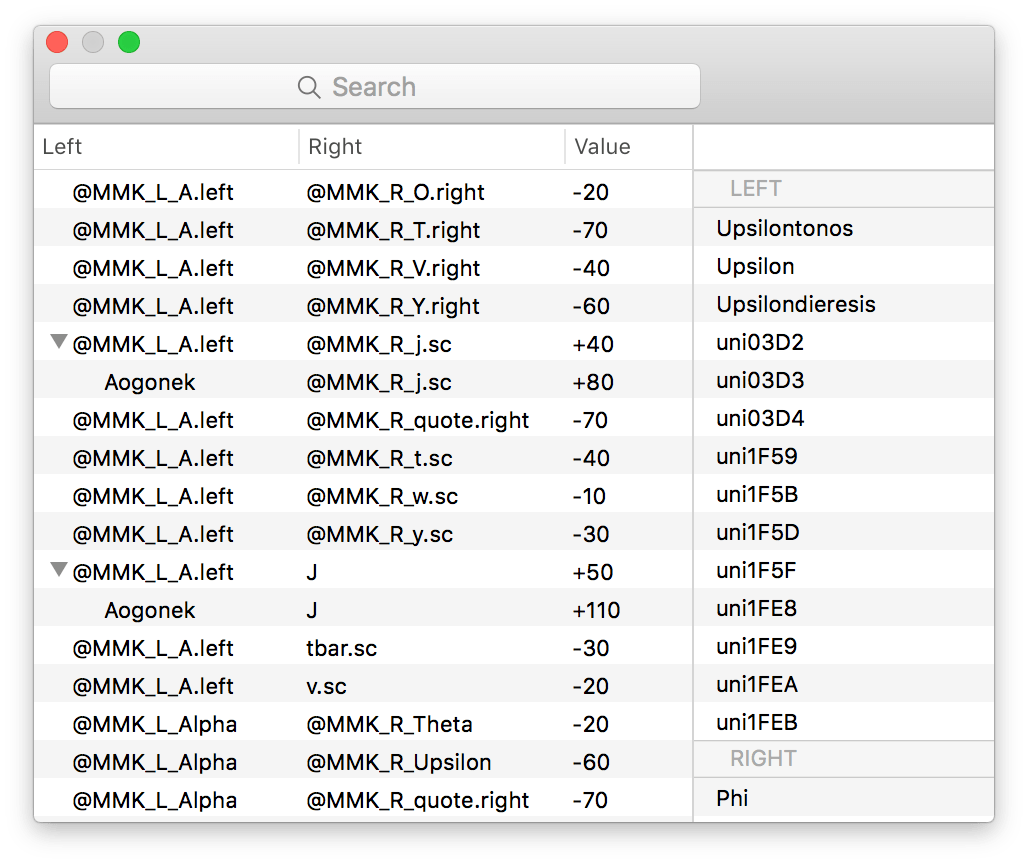 Search
Left Right Value
@MMK_L_A.left @MMK_R_O.right -20
@MMK_L_A.left @MMK_R_T.right -70
@MMK_L_A.left @MMK_R_V.right -40
@MMK_L_A.left @MMK_R_Y.right -60
@MMK_L_A.left @MMK_R_j.sc +40
Aogonek @MMK_R_j.sc +80
@MMK_L_A.left @MMK_R_quote.right -70
@MMK_L_A.left @MMK_R_t.sc -40
@MMK_L_A.left @MMK_R_w.sc -10
@MMK_L_A.left @MMK_R_y.sc -30
@MMK_L_A.left J +50
Aogonek J +110
@MMK_L_A.left tbar.sc -30
@MMK_L_A.left v.sc -20
@MMK_L_Alpha @MMK_R_Theta -20
@MMK_L_Alpha @MMK_R_Upsilon -60
@MMK_L_Alpha @MMK_R_quote.right -70
LEFT
Upsilontonos
Upsilon
Upsilondieresis
uni03D2
uni03D3
uni03D4
uni1F59
uni1F5B
uni1F5D
uni1F5F
uni1FE8
uni1FE9
uni1FEA
uni1FEB
RIGHT
Phi